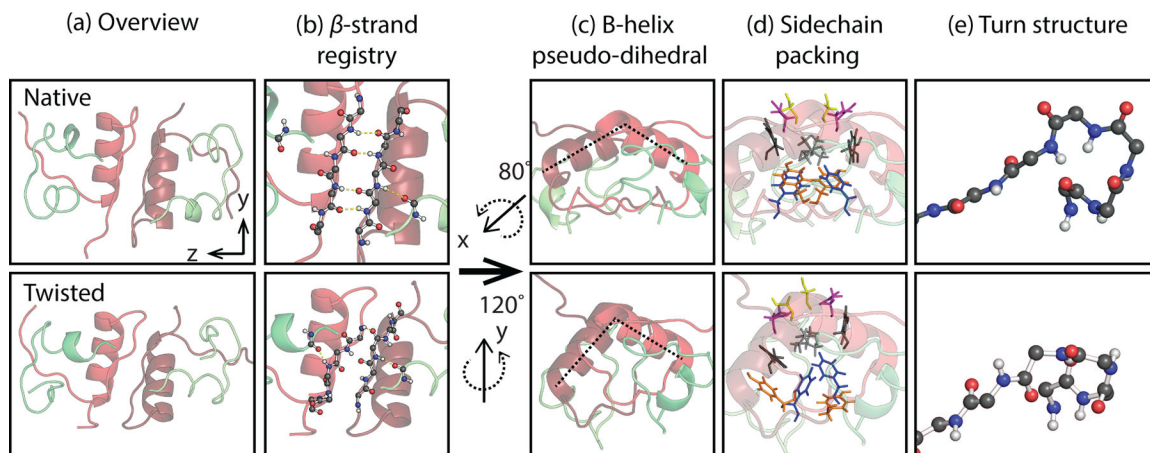 (a) Overview
(b) β-strand
registry
(c) B-helix
pseudo-dihedral
(d) Sidechain
packing
(e) Turn structure
Native
y
z
x
80°
Twisted
120°
y